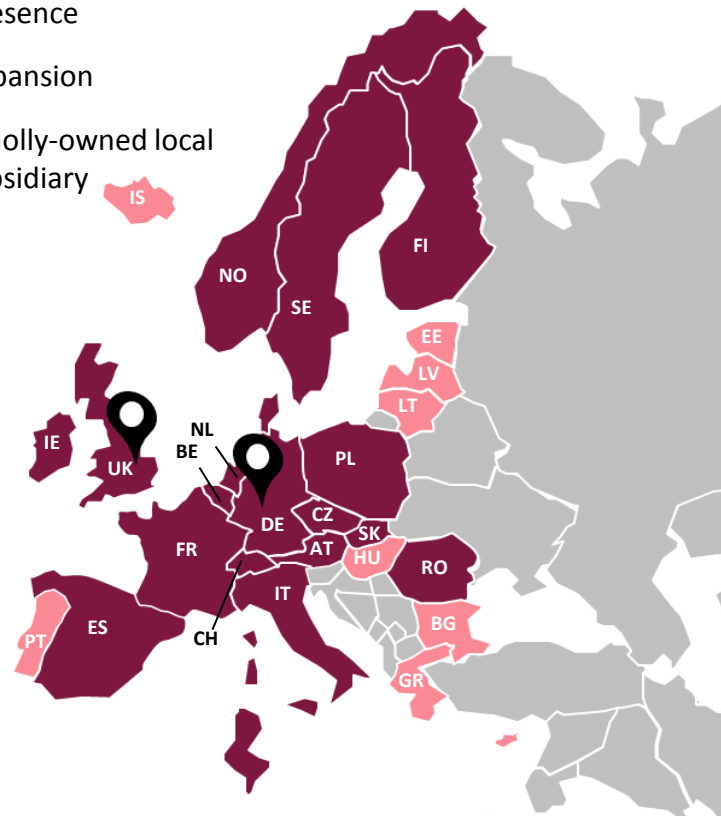 esence
pansion
holly-owned local
osidiary
IS
NO
FI
SE
EE
LV
LT
IE
UK
NL
BE
PL
DE
CZ
SK
AT
HU
FR
RO
IT
CH
ES
PT
BG
GR